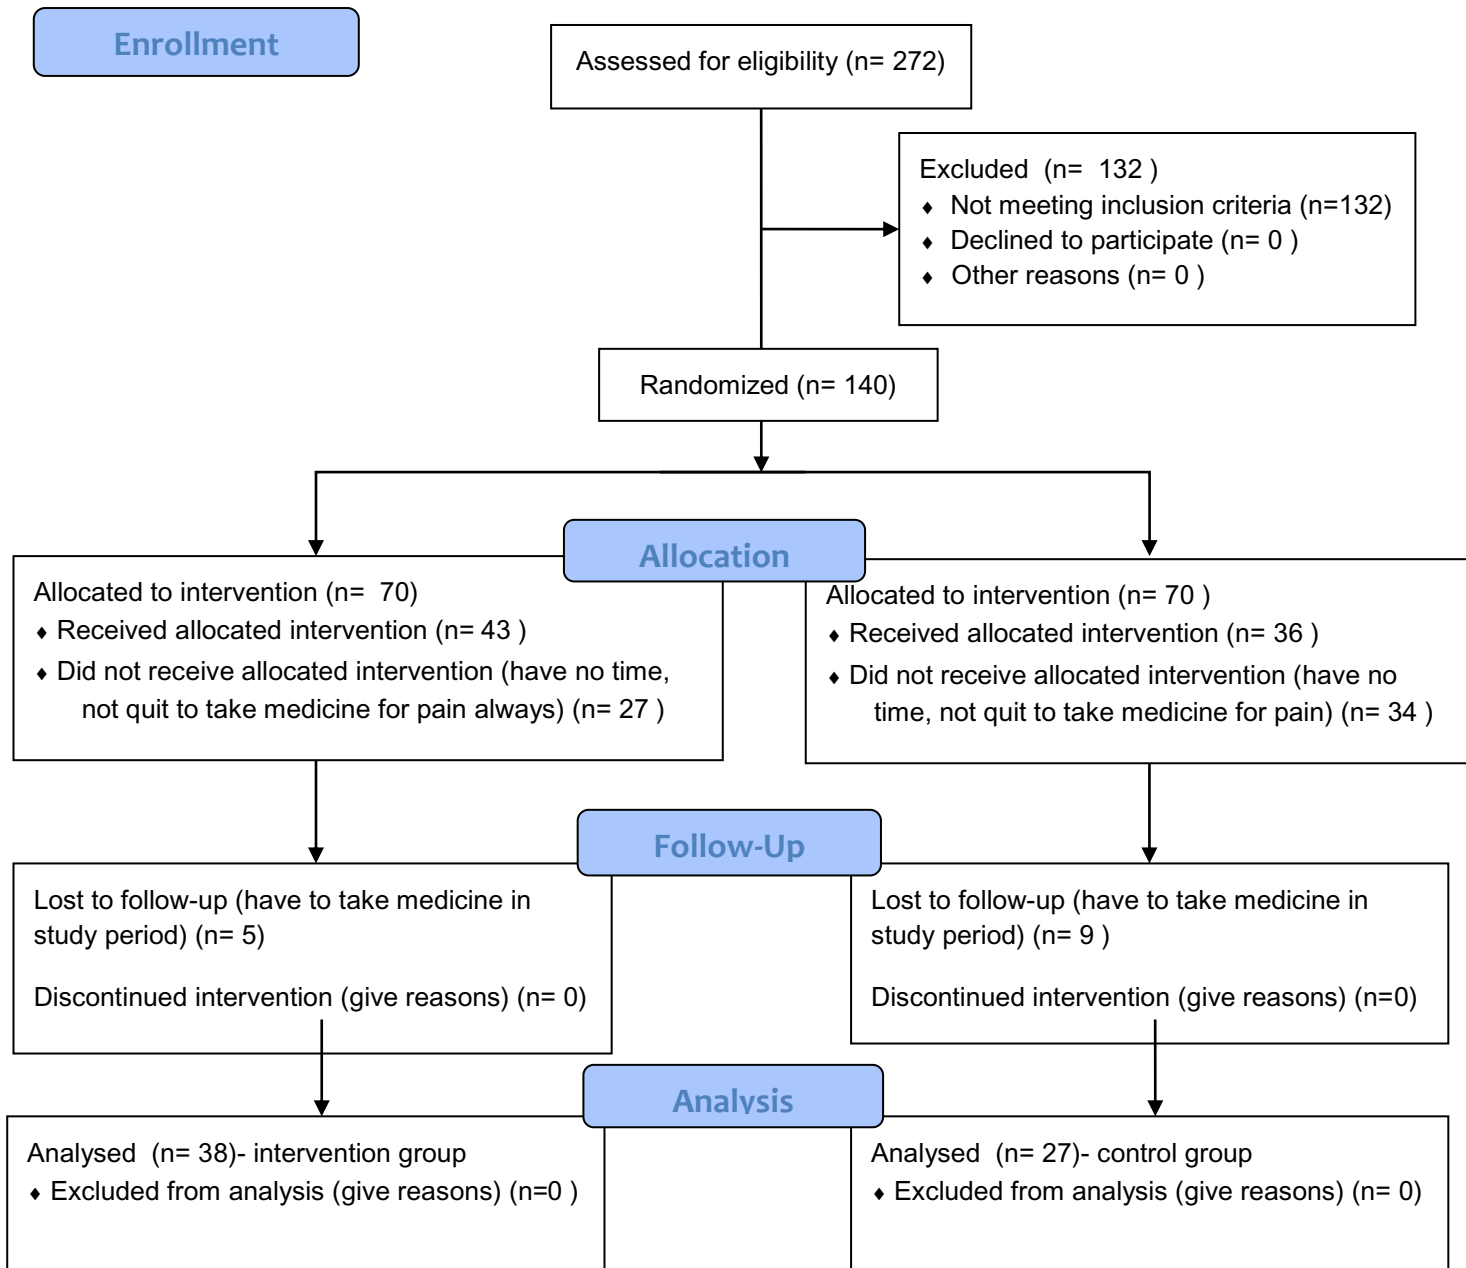 Enrollment
Assessed for eligibility (n= 272)
Excluded (n= 132 )
♦ Not meeting inclusion criteria (n=132)
♦ Declined to participate (n= 0 )
♦ Other reasons (n= 0 )
Randomized (n= 140)
Allocation
Allocated to intervention (n= 70)
♦ Received allocated intervention (n= 43 )
♦ Did not receive allocated intervention (have no time,
not quit to take medicine for pain always) (n= 27 )
Allocated to intervention (n= 70 )
♦ Received allocated intervention (n= 36 )
♦ Did not receive allocated intervention (have no
time, not quit to take medicine for pain) (n= 34 )
Follow-Up
Lost to follow-up (have to take medicine in
study period) (n= 5)
Discontinued intervention (give reasons) (n= 0)
Lost to follow-up (have to take medicine in
study period) (n= 9 )
Discontinued intervention (give reasons) (n=0)
Analysis
Analysed (n= 38)- intervention group
♦ Excluded from analysis (give reasons) (n=0 )
Analysed (n= 27)- control group
♦ Excluded from analysis (give reasons) (n= 0)